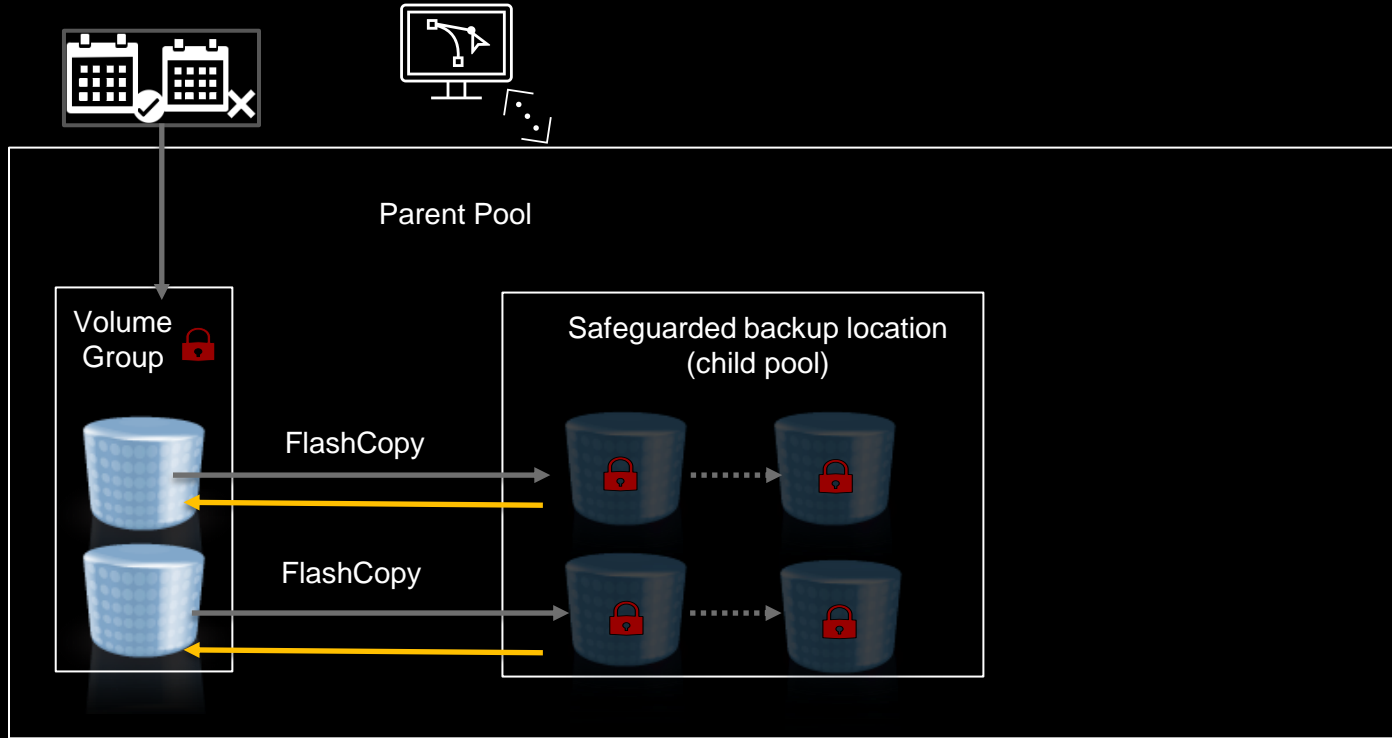 Parent Pool
Volume
Group
Safeguarded backup location
(child pool)
FlashCopy
FlashCopy